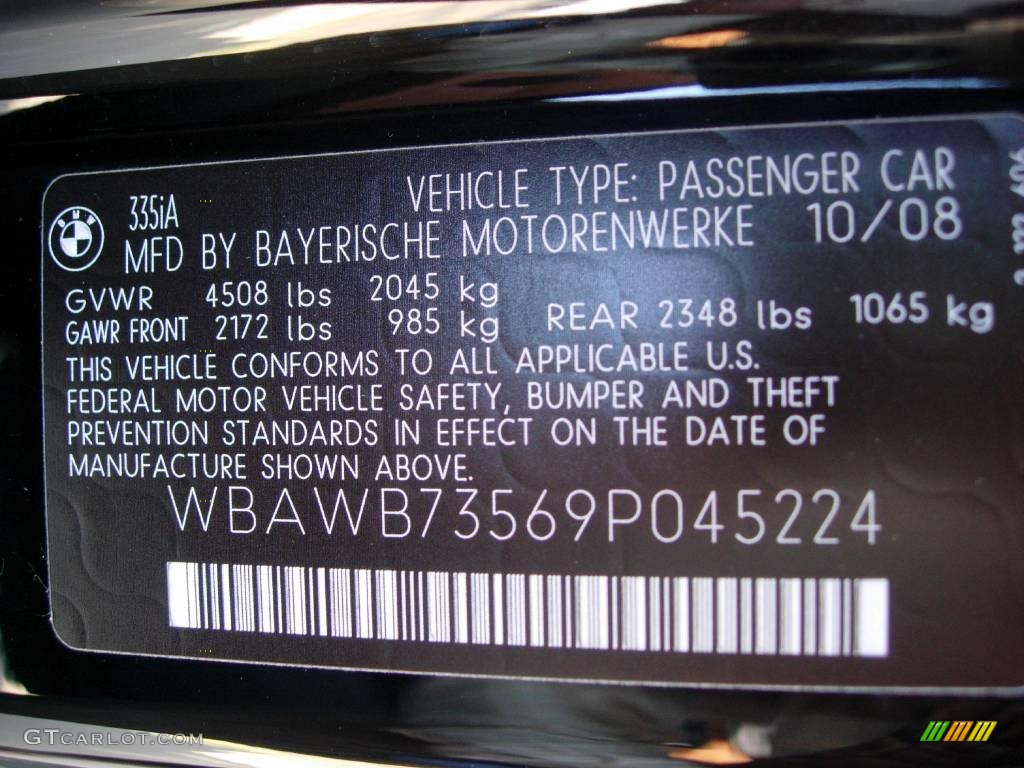 BMW
335iA
VEHICLE TYPE: PASSENGER CAR
MFD BY BAYERISCHE MOTORENWERKE 10/08
GVWR 4508 lbs 2045 kg
GAWR FRONT 2172 lbs 985 kg REAR 2348 lbs 1065 kg
THIS VEHICLE CONFORMS TO ALL APPLICABLE U.S.
FEDERAL MOTOR VEHICLE SAFETY, BUMPER AND THEFT
PREVENTION STANDARDS IN EFFECT ON THE DATE OF
MANUFACTURE SHOWN ABOVE.
WBAWB73569P045224
GTCARLOT.COM